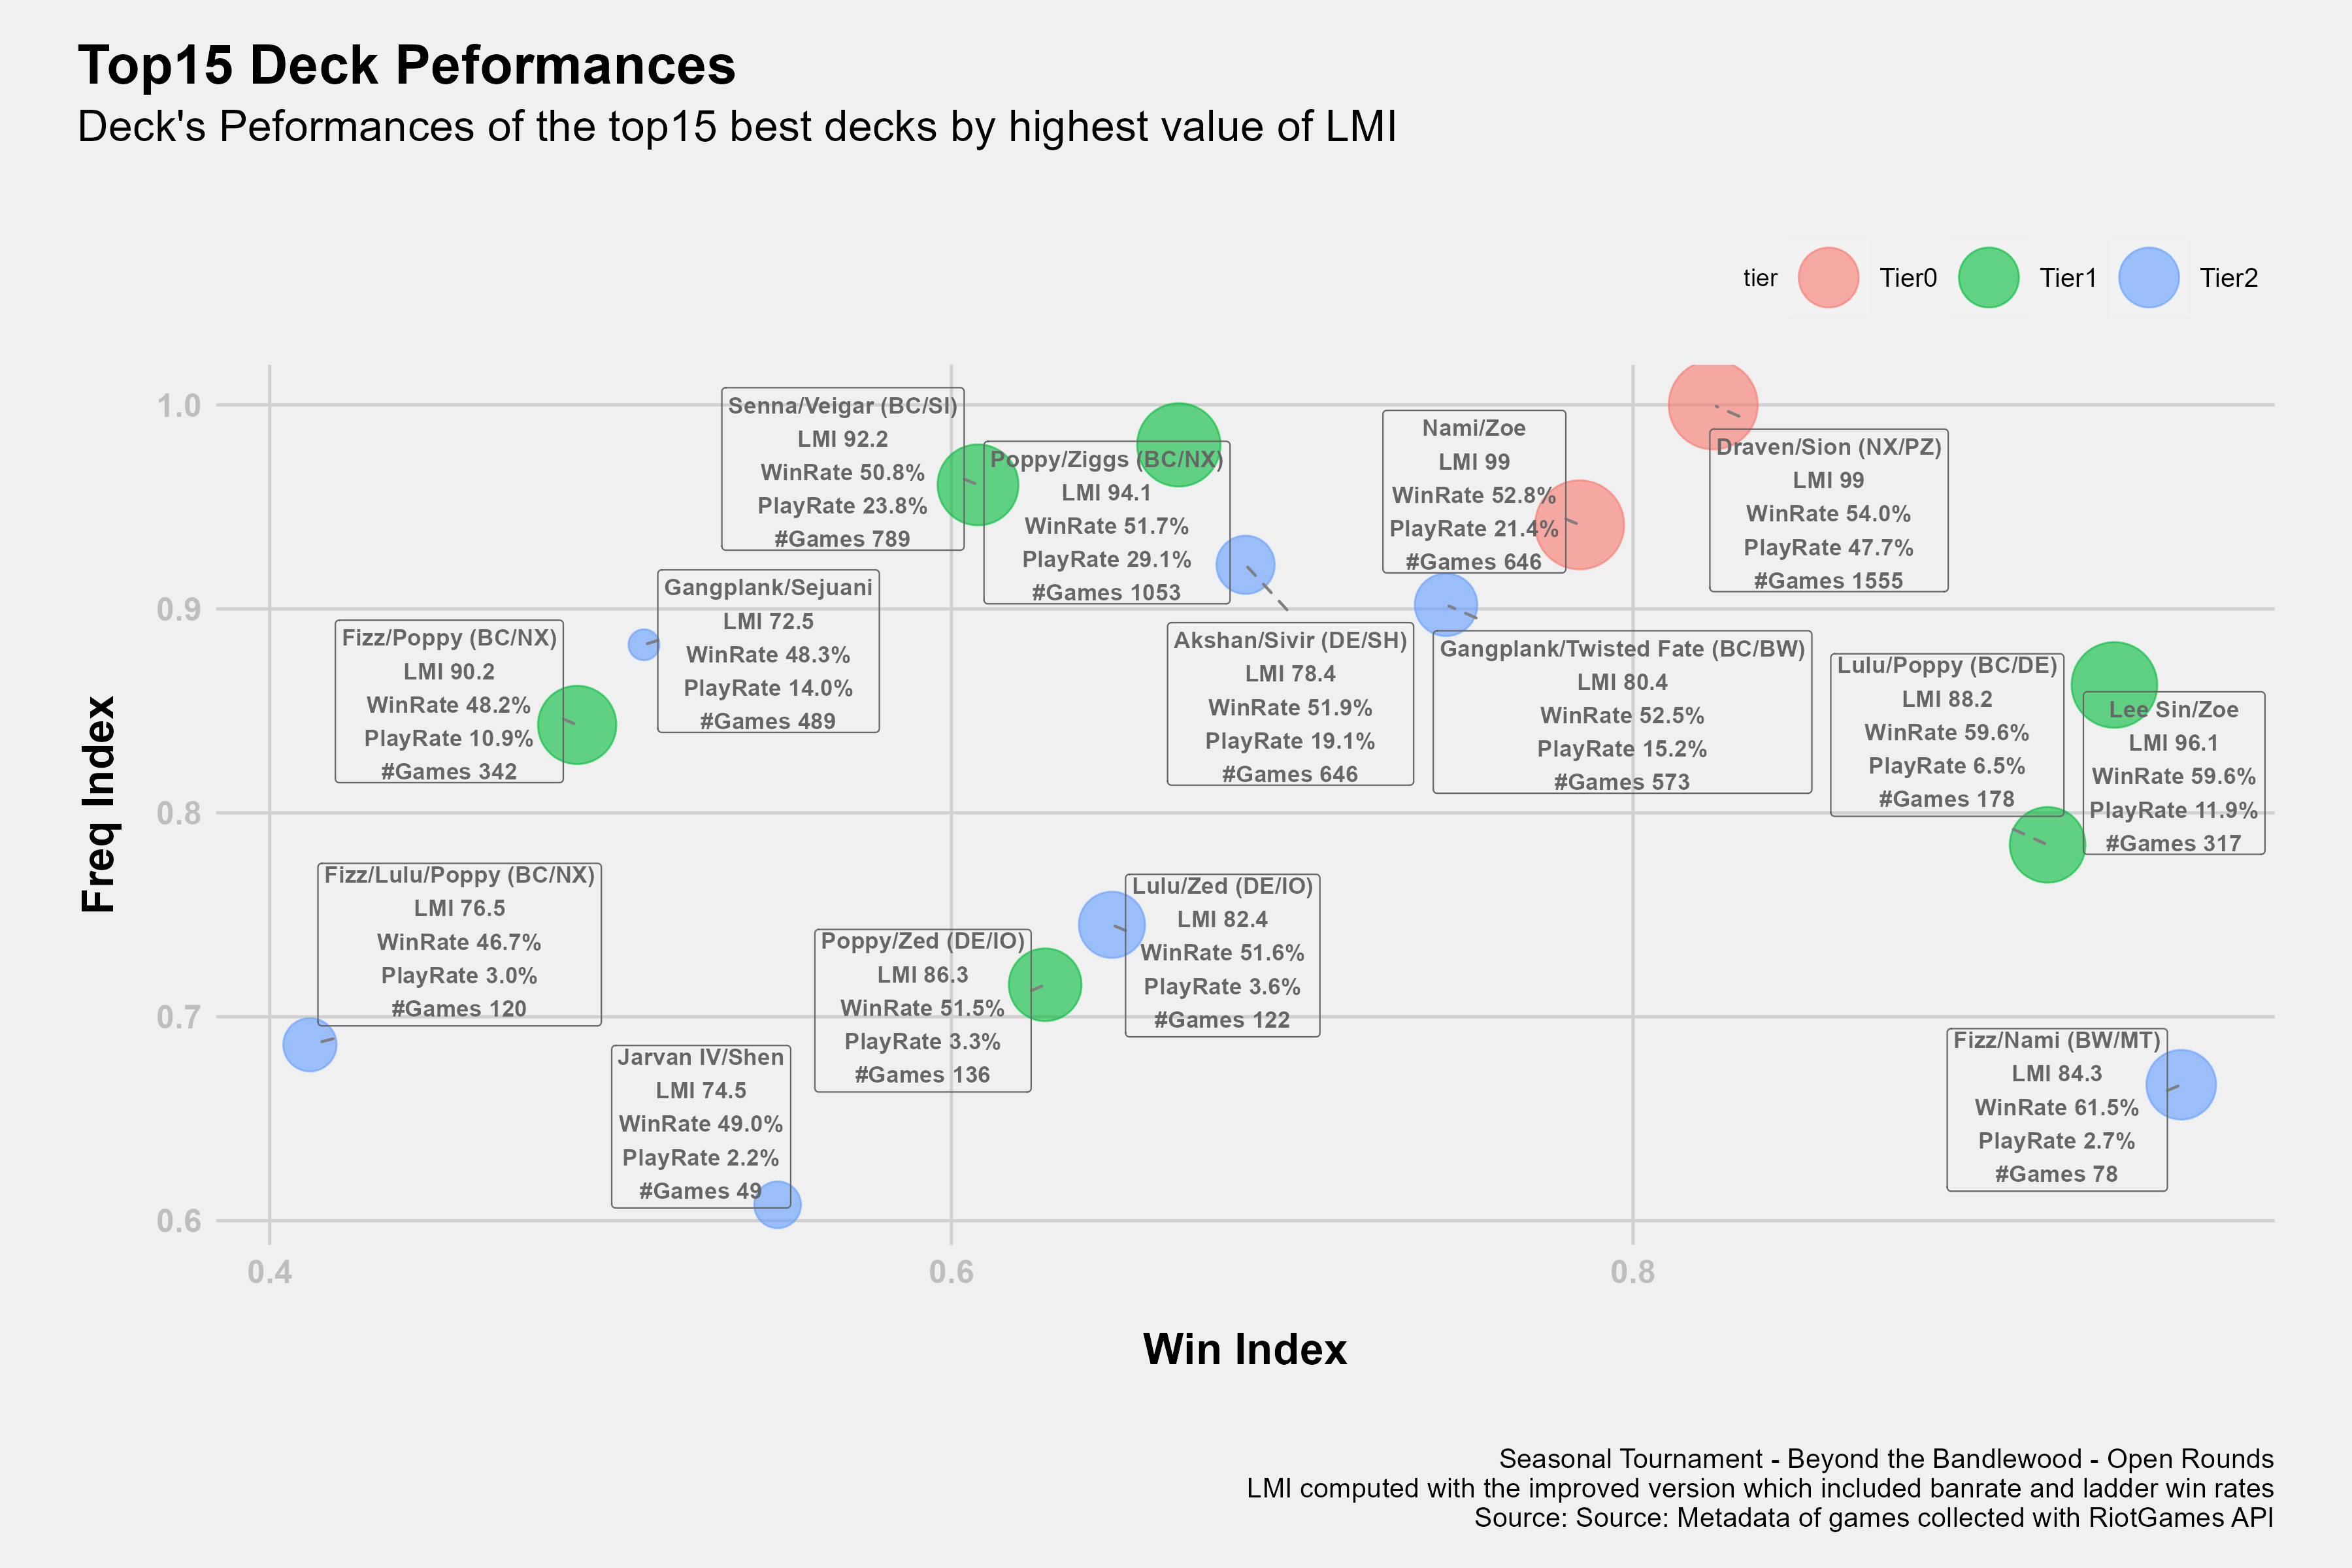 Top15 Deck Peformances
Deck's Peformances of the top15 best decks by highest value of LMI
tier
Tier0
Tier1
Tier2
Freq Index
1.0
0.9
0.8
0.7
0.6
Senna/Veigar (BC/SI)
LMI 92.2
WinRate 50.8%
PlayRate 23.8%
#Games 789
Poppy/Ziggs (BC/NX)
LMI 94.1
WinRate 51.7%
PlayRate 29.1%
#Games 1053
Nami/Zoe
LMI 99
WinRate 52.8%
PlayRate 21.4%
#Games 646
Draven/Sion (NX/PZ)
LMI 99
WinRate 54.0%
PlayRate 47.7%
#Games 1555
Gangplank/Sejuani
LMI 72.5
WinRate 48.3%
PlayRate 14.0%
#Games 489
Fizz/Poppy (BC/NX)
LMI 90.2
WinRate 48.2%
PlayRate 10.9%
#Games 342
Akshan/Sivir (DE/SH)
LMI 78.4
WinRate 51.9%
PlayRate 19.1%
#Games 646
Gangplank/Twisted Fate (BC/BW)
LMI 80.4
WinRate 52.5%
PlayRate 15.2%
#Games 573
Lulu/Poppy (BC/DE)
LMI 88.2
WinRate 59.6%
PlayRate 6.5%
#Games 178
Lee Sin/Zoe
LMI 96.1
WinRate 59.6%
PlayRate 11.9%
#Games 317
Fizz/Lulu/Poppy (BC/NX)
LMI 76.5
WinRate 46.7%
PlayRate 3.0%
#Games 120
Lulu/Zed (DE/IO)
LMI 82.4
WinRate 51.6%
PlayRate 3.6%
#Games 122
Poppy/Zed (DE/IO)
LMI 86.3
WinRate 51.5%
PlayRate 3.3%
#Games 136
Jarvan IV/Shen
LMI 74.5
WinRate 49.0%
PlayRate 2.2%
#Games 49
Fizz/Nami (BW/MT)
LMI 84.3
WinRate 61.5%
PlayRate 2.7%
#Games 78
0.4
0.6
0.8
Win Index
Seasonal Tournament - Beyond the Bandlewood - Open Rounds
LMI computed with the improved version which included banrate and ladder win rates
Source: Source: Metadata of games collected with RiotGames API